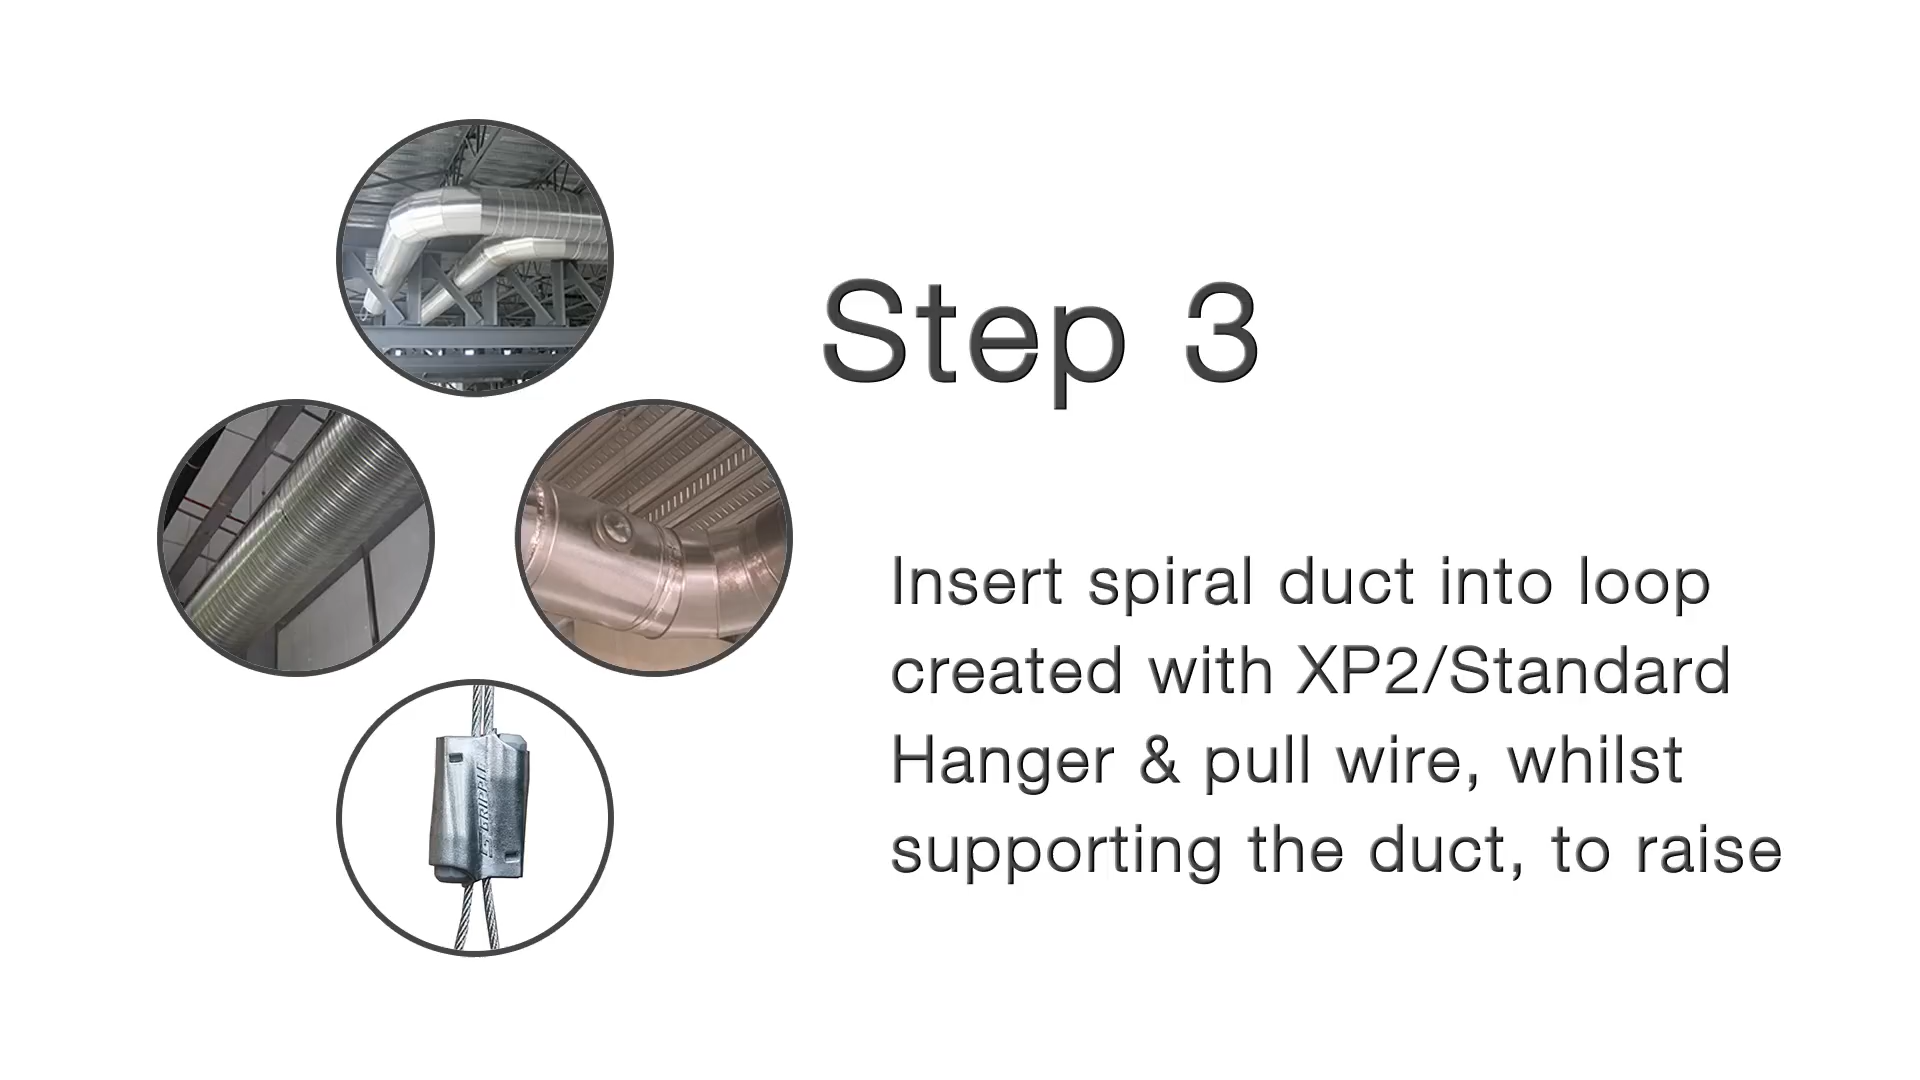 Step 3
Insert spiral duct into loop
created with XP2/Standard
Hanger & pull wire, whilst
supporting the duct, to raise
GRIPPLE